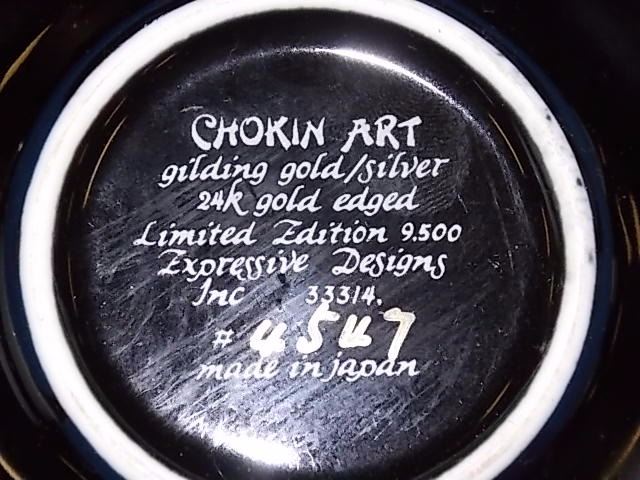 CHOKIN ART
gilding gold/silver
24k gold edged
Limited Edition 9.500
Expressive Designs
Inc 33314.
# 4547
made in japan